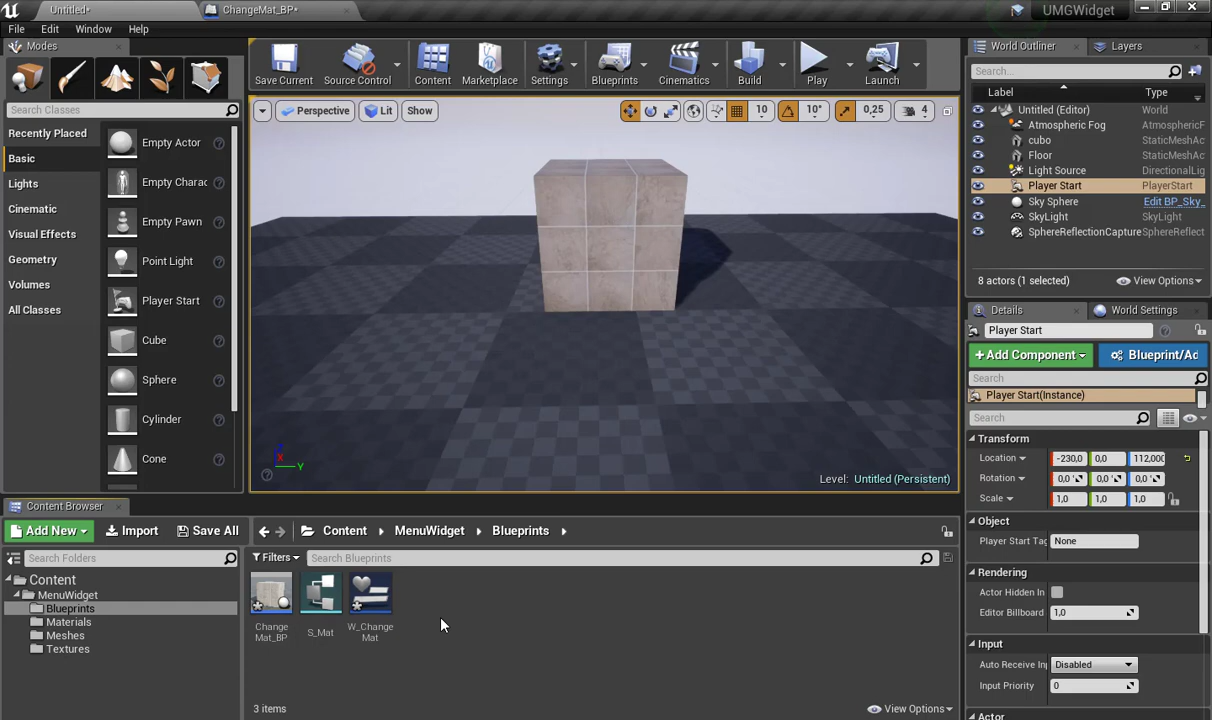 Untitled*
ChangeMat_BP*
UMGWidget
File Edit Window Help
Modes
Search Classes
Recently Placed
Basic
Lights
Cinematic
Visual Effects
Geometry
Volumes
All Classes
Empty Actor
Empty Charac
Empty Pawn
Point Light
Player Start
Cube
Sphere
Cylinder
Cone
Save Current
Source Control
Content
Marketplace
Settings
Blueprints
Cinematics
Build
Play
Launch
Perspective
Lit
Show
10
10°
0,25
4
X
Y
Level: Untitled (Persistent)
World Outliner
Layers
Search...
Label Type
Untitled (Editor) World
Atmospheric Fog AtmosphericF
cubo StaticMeshAc
Floor StaticMeshAc
Light Source DirectionalLig
Player Start PlayerStart
Sky Sphere Edit BP_Sky_
SkyLight SkyLight
SphereReflectionCapture SphereReflect
8 actors (1 selected)
View Options
Details
World Settings
Player Start
+Add Component
Blueprint/Ad
Search
Player Start(Instance)
Search
Transform
Location -230,0 0,0 112,000
Rotation 0,0 ° 0,0 ° 0,0 °
Scale 1,0 1,0 1,0
Object
Player Start Tag None
Rendering
Actor Hidden In
Editor Billboard 1,0
Input
Auto Receive Inp Disabled
Input Priority 0
Actor
Content Browser
Add New
Import
Save All
Content MenuWidget Blueprints
Search Folders
Filters
Search Blueprints
Content
MenuWidget
Blueprints
Materials
Meshes
Textures
Change
Mat_BP
S_Mat
W_Change
Mat
3 items
View Options